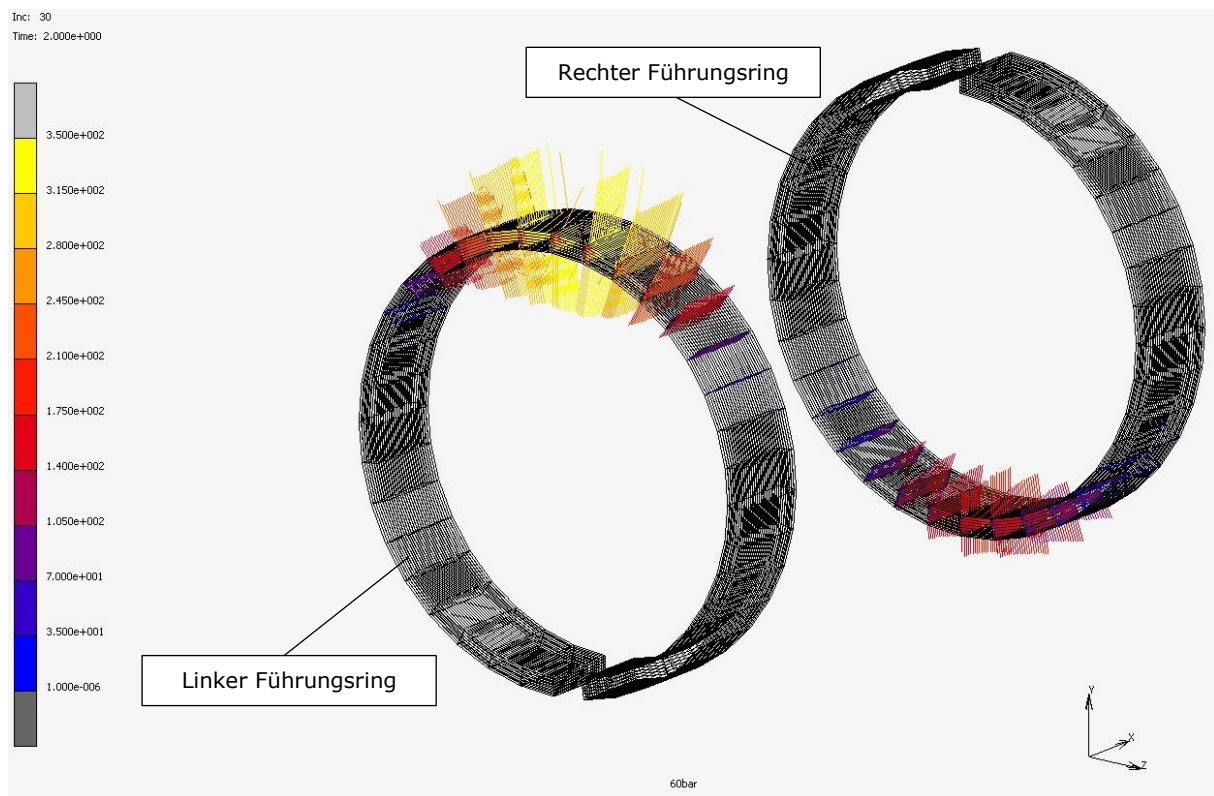 Inc: 30
Time: 2.000e+000
Rechter Führungsring
3.500e+002
3.150e+002
2.800e+002
2.450e+002
2.100e+002
1.750e+002
1.400e+002
1.050e+002
7.000e+001
3.500e+001
1.000e-006
Linker Führungsring
Y
X
Z
60bar